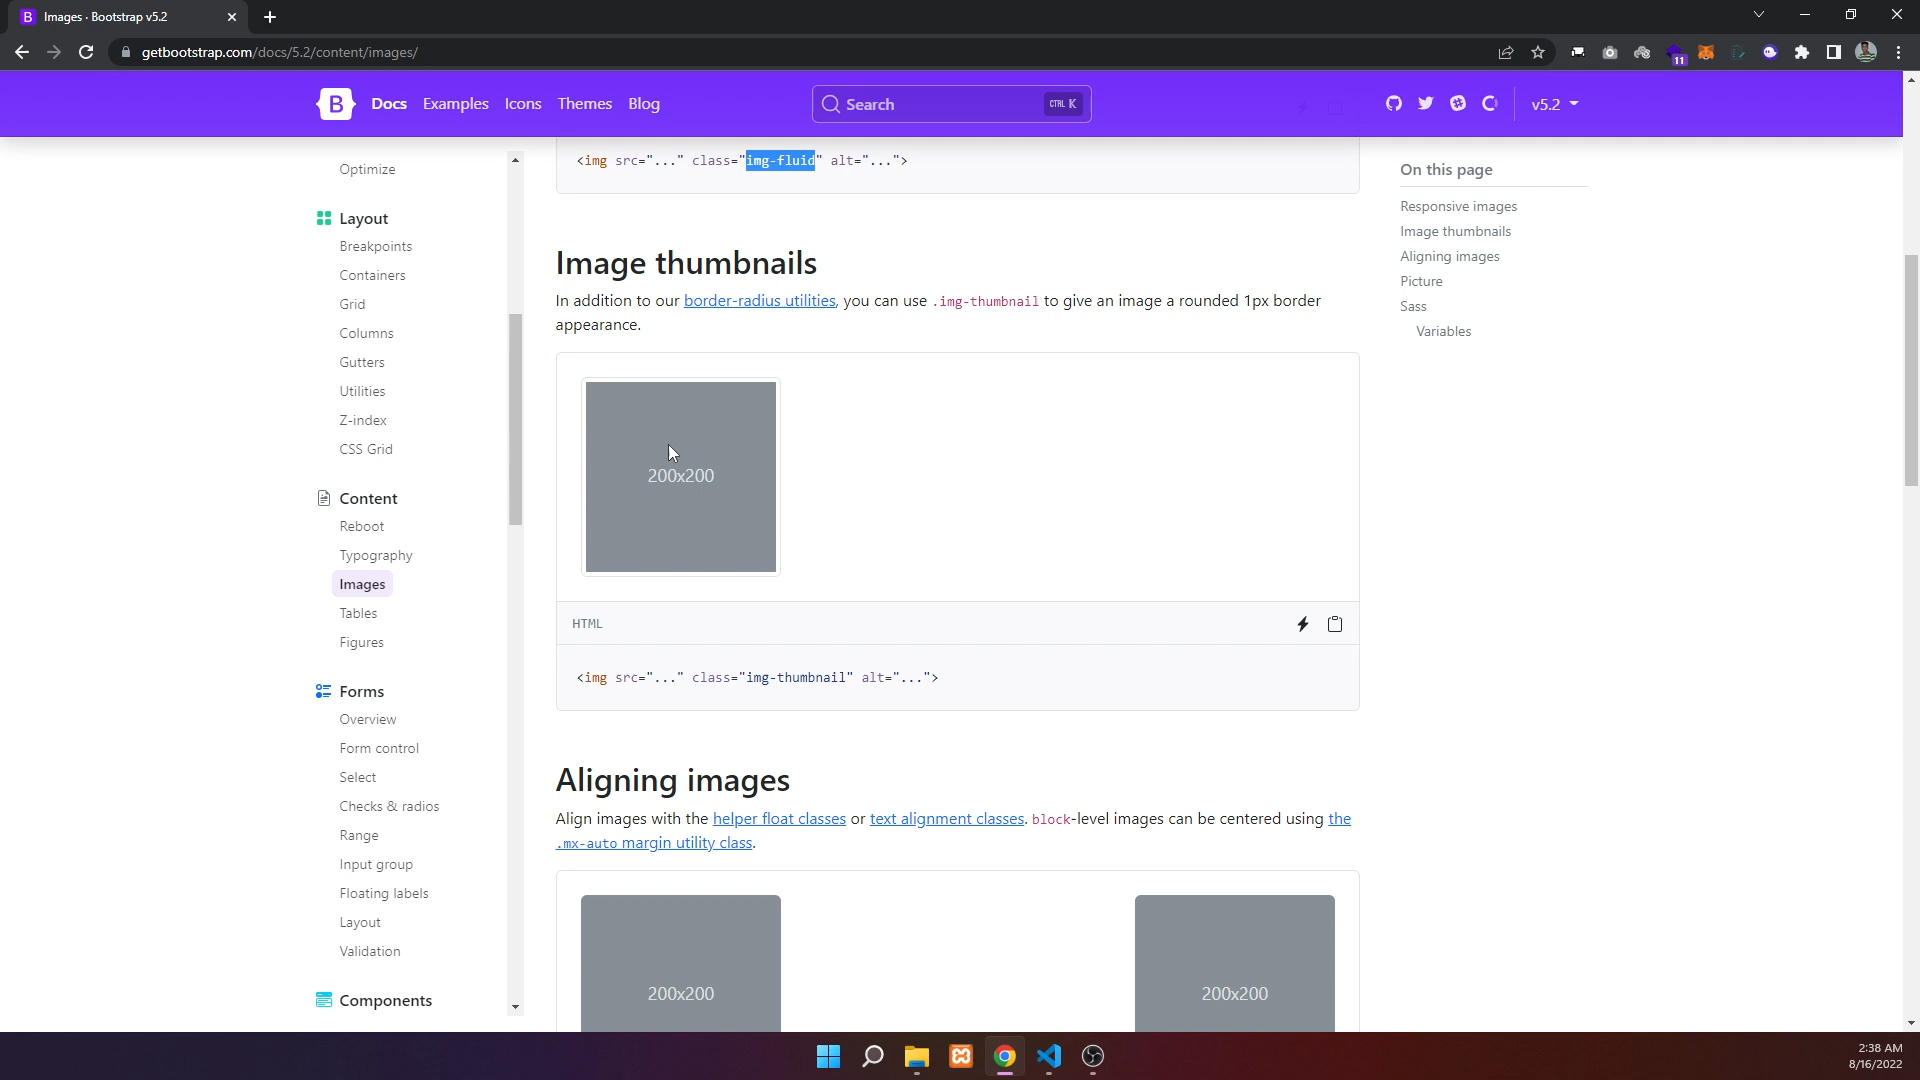 Images · Bootstrap v5.2
getbootstrap.com/docs/5.2/content/images/
11
B
Docs
Examples
Icons
Themes
Blog
Search
CTRL K
v5.2
Optimize
Layout
Breakpoints
Containers
Grid
Columns
Gutters
Utilities
Z-index
CSS Grid
Content
Reboot
Typography
Images
Tables
Figures
Forms
Overview
Form control
Select
Checks & radios
Range
Input group
Floating labels
Layout
Validation
Components
<img src="..." class="img-fluid" alt="...">
Image thumbnails
In addition to our border-radius utilities, you can use .img-thumbnail to give an image a rounded 1px border
appearance.
200x200
HTML
<img src="..." class="img-thumbnail" alt="...">
Aligning images
Align images with the helper float classes or text alignment classes. block-level images can be centered using the
.mx-auto margin utility class.
200x200
200x200
On this page
Responsive images
Image thumbnails
Aligning images
Picture
Sass
Variables
2:38 AM
8/16/2022